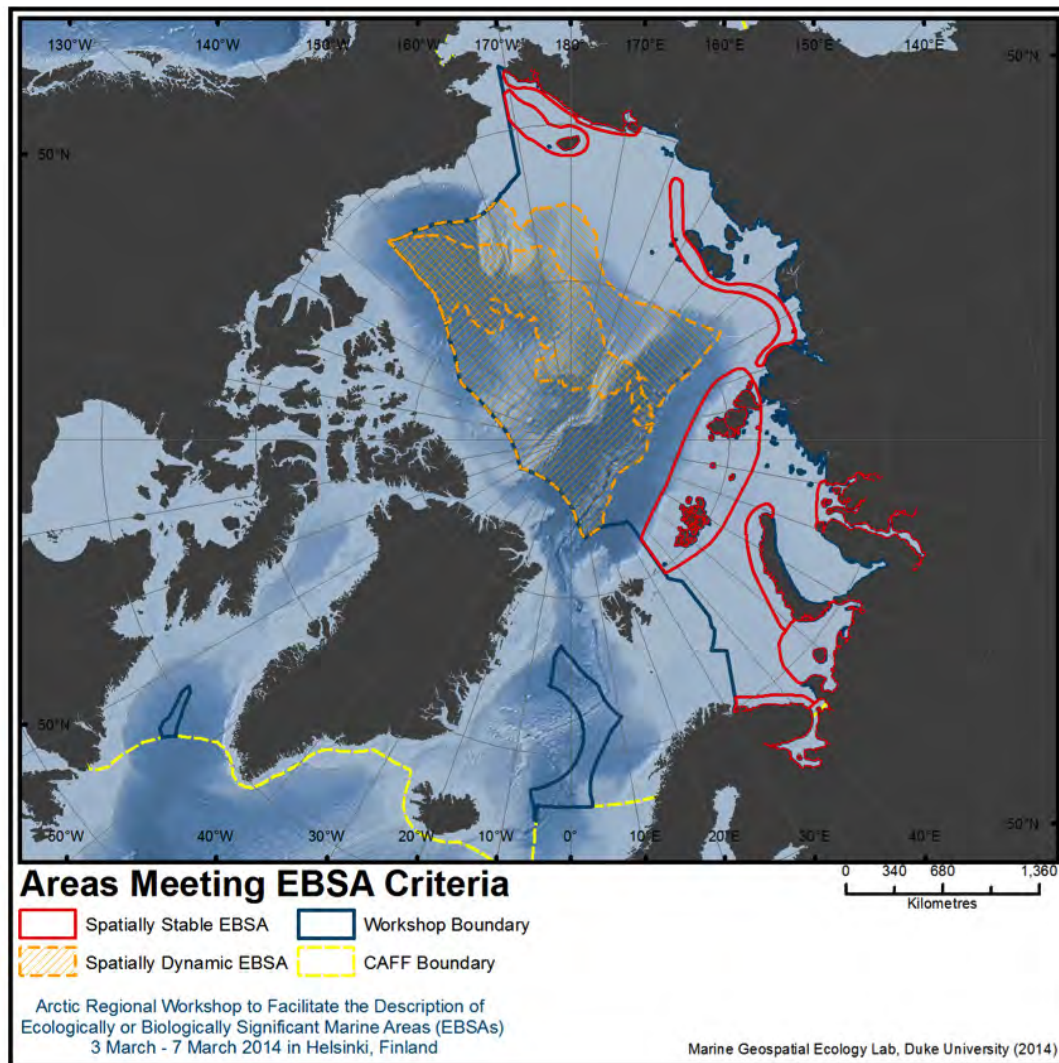 130°W 140°W 160°W 170°W 180° 170°E 160°E 150°E 140°E
50°N
50°N
50°N
50°N
60°W 40°W 30°W 20°W 10°W 0° 10°E 20°E 30°E 40°E
Areas Meeting EBSA Criteria
0 340 680 1,360
Kilometres
Spatially Stable EBSA Workshop Boundary
Spatially Dynamic EBSA CAFF Boundary
Arctic Regional Workshop to Facilitate the Description of
Ecologically or Biologically Significant Marine Areas (EBSAs)
3 March - 7 March 2014 in Helsinki, Finland
Marine Geospatial Ecology Lab, Duke University (2014)